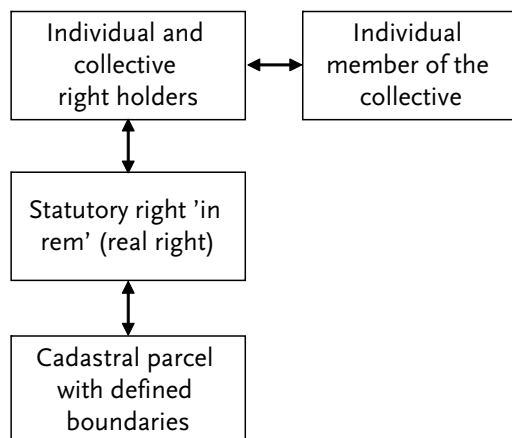 Individual and
collective
right holders
Individual
member of the
collective
Statutory right ’in
rem’ (real right)
Cadastral parcel
with defined
boundaries